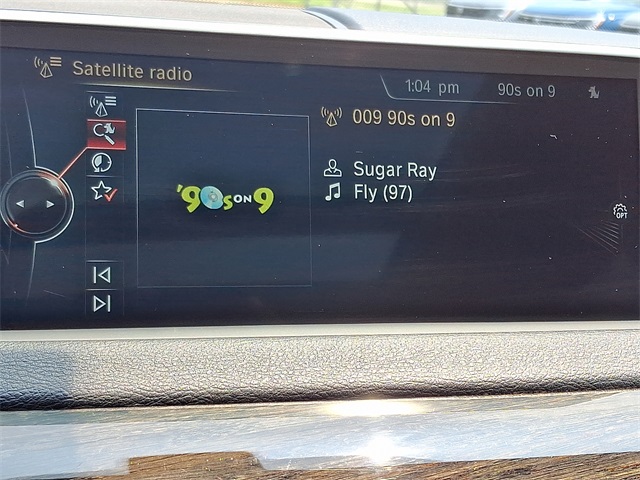 Satellite radio
1:04 pm
90s on 9
009 90s on 9
Sugar Ray
Fly (97)
'90s ON 9
OPT